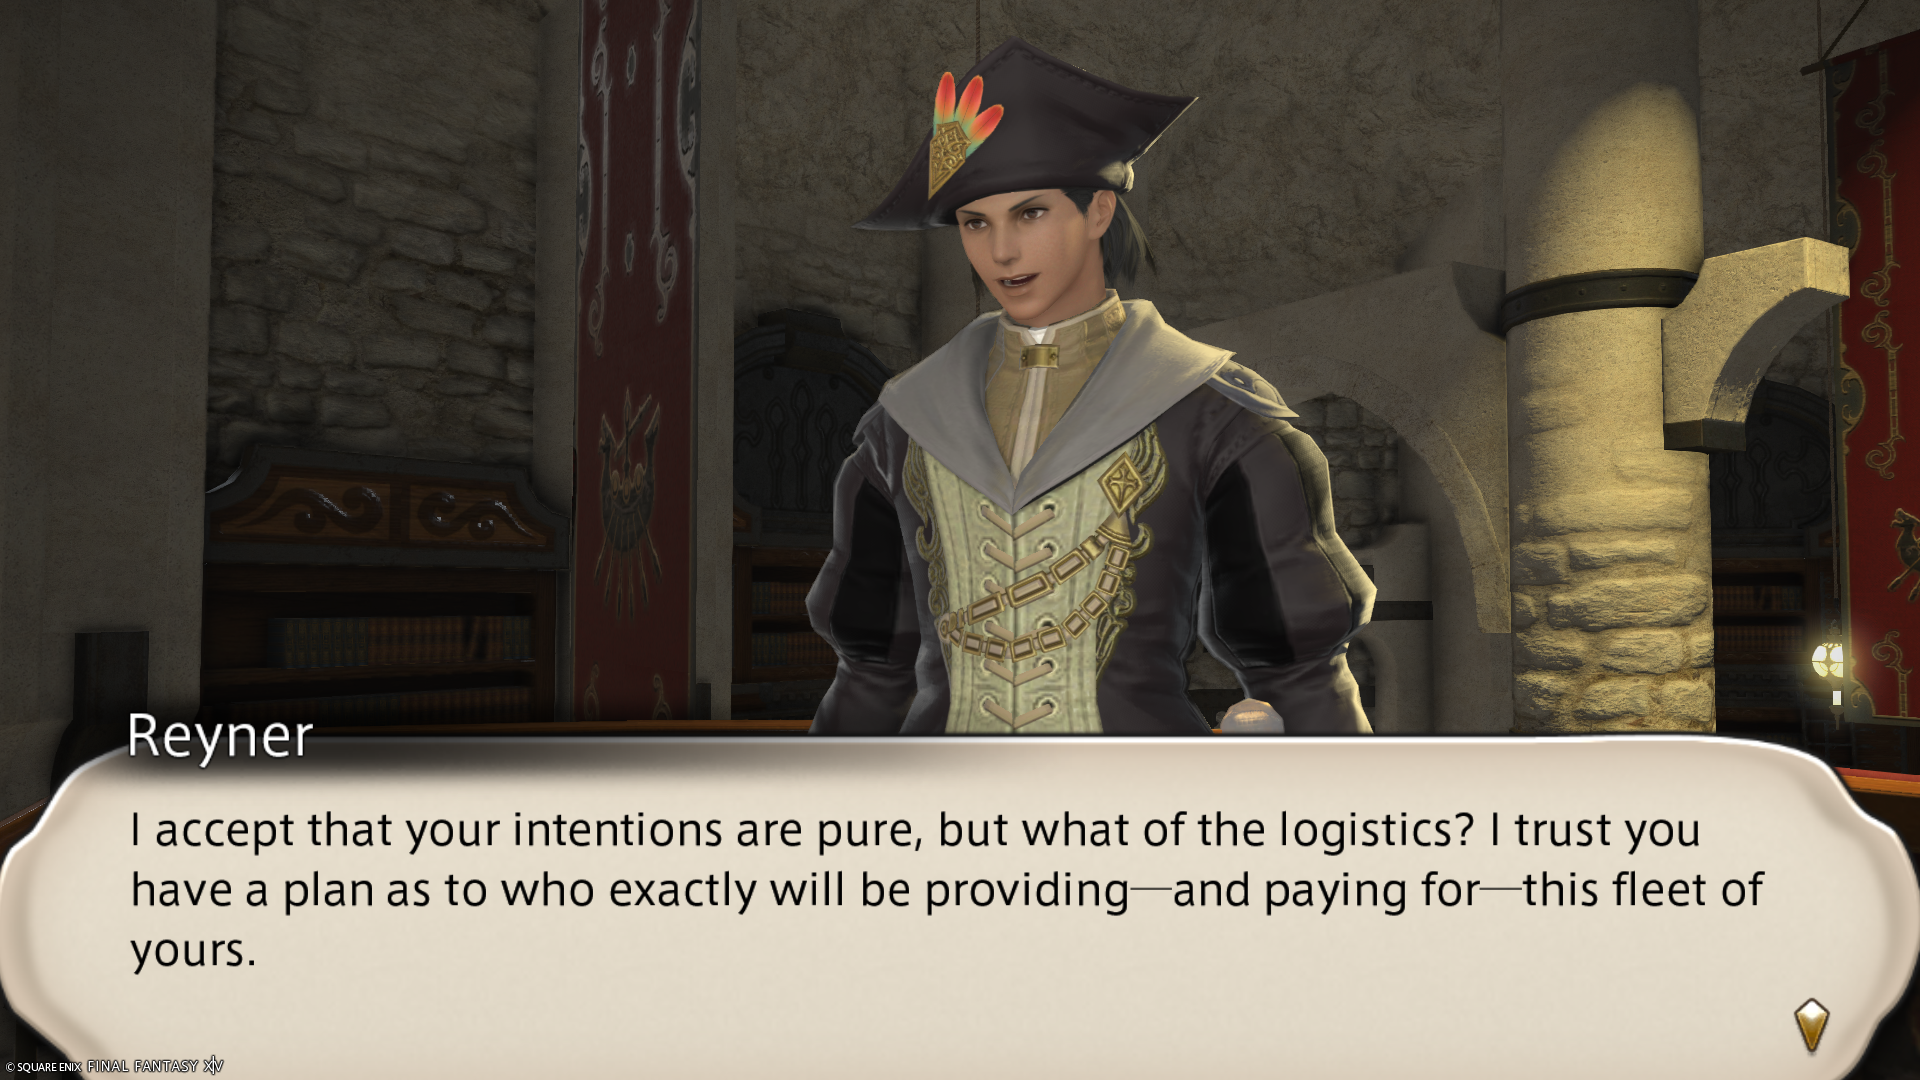 Reyner
I accept that your intentions are pure, but what of the logistics? I trust you
have a plan as to who exactly will be providing—and paying for—this fleet of
yours.
© SQUARE ENIX FINAL FANTASY XIV